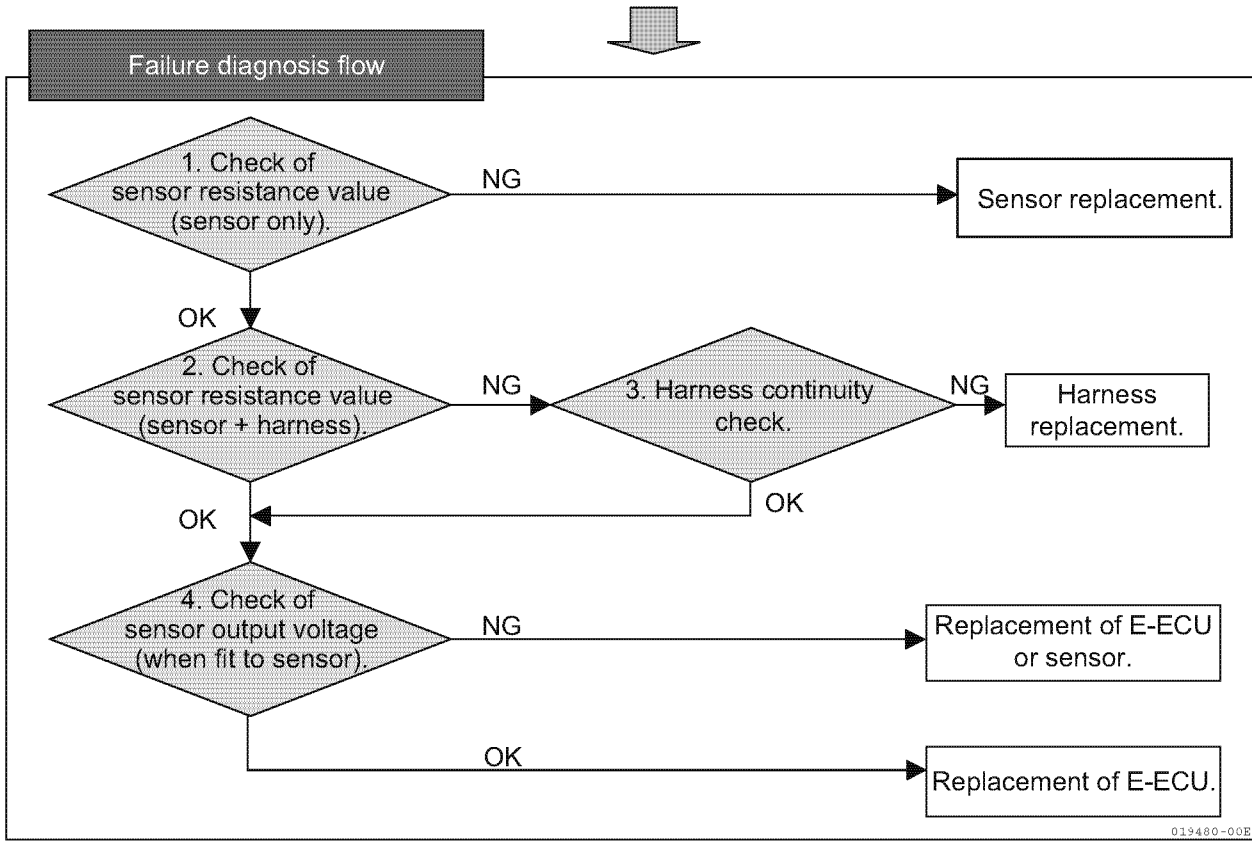 Failure diagnosis flow
1. Check of
sensor resistance value
(sensor only).
NG
Sensor replacement.
OK
2. Check of
sensor resistance value
(sensor + harness).
NG
3. Harness continuity
check.
NG
Harness
replacement.
OK
OK
4. Check of
sensor output voltage
(when fit to sensor).
NG
Replacement of E-ECU
or sensor.
OK
Replacement of E-ECU.
019480-00E